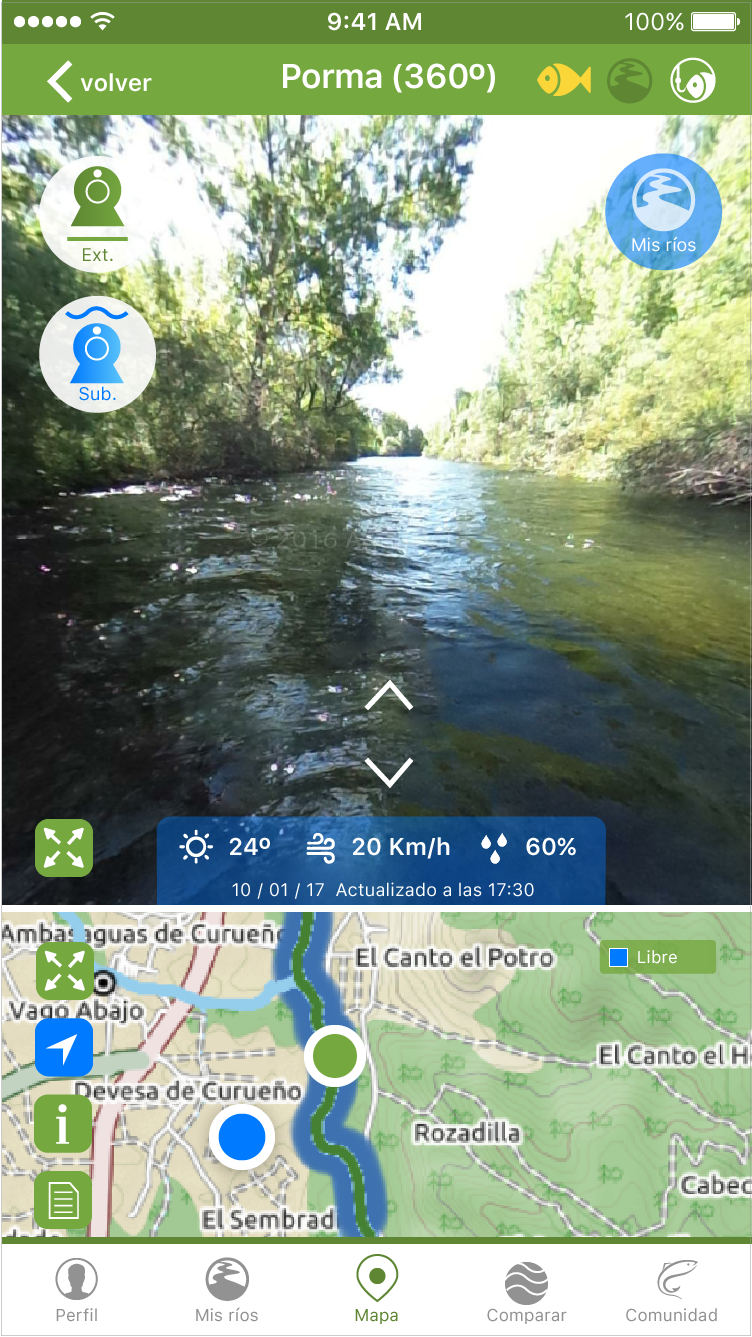 9:41 AM
100%
volver
Porma (360º)
Ext.
Mis ríos
Sub.
© 2016
24º
20 Km/h
60%
10 / 01 / 17 Actualizado a las 17:30
Ambasaguas de Curueño
El Canto el Potro
Libre
Vago Abajo
El Canto el H
Devesa de Curueño
i
Rozadilla
Cabec
El Sembrad
Perfil
Mis ríos
Mapa
Comparar
Comunidad